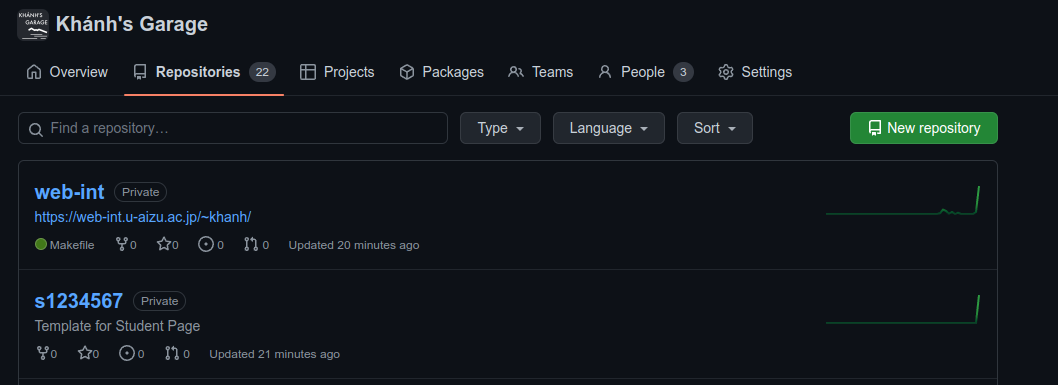 KHÁNH'S
GARAGE
Khánh's Garage
Overview Repositories 22 Projects Packages Teams People 3 Settings
Find a repository… Type Language Sort New repository
web-int Private
https://web-int.u-aizu.ac.jp/~khanh/
Makefile 0 0 0 0 Updated 20 minutes ago
s1234567 Private
Template for Student Page
0 0 0 0 Updated 21 minutes ago